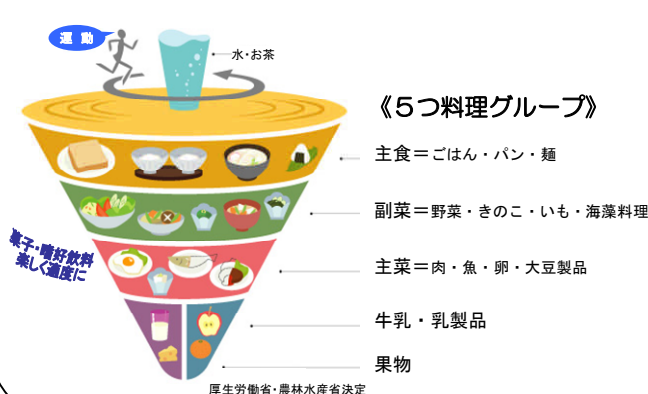 運 動
水・お茶
《５つ料理グループ》
主食＝ごはん・パン・麺
副菜＝野菜・きのこ・いも・海藻料理
主菜＝肉・魚・卵・大豆製品
菓子・嗜好飲料
楽しく適度に
牛乳・乳製品
果物
厚生労働省・農林水産省決定